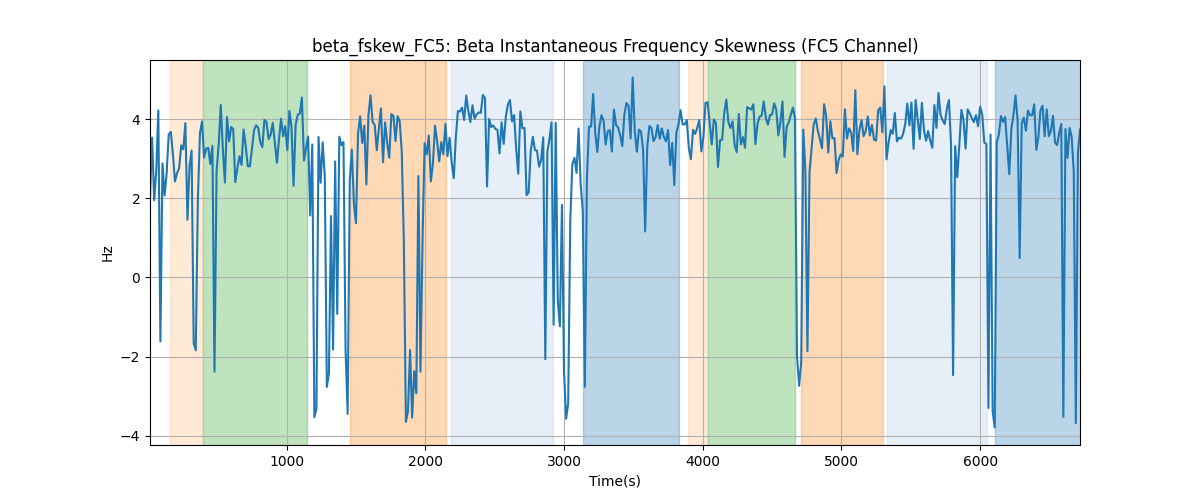 beta_fskew_FC5: Beta Instantaneous Frequency Skewness (FC5 Channel)
4
2
0
−2
−4
Hz
1000 2000 3000 4000 5000 6000
Time(s)